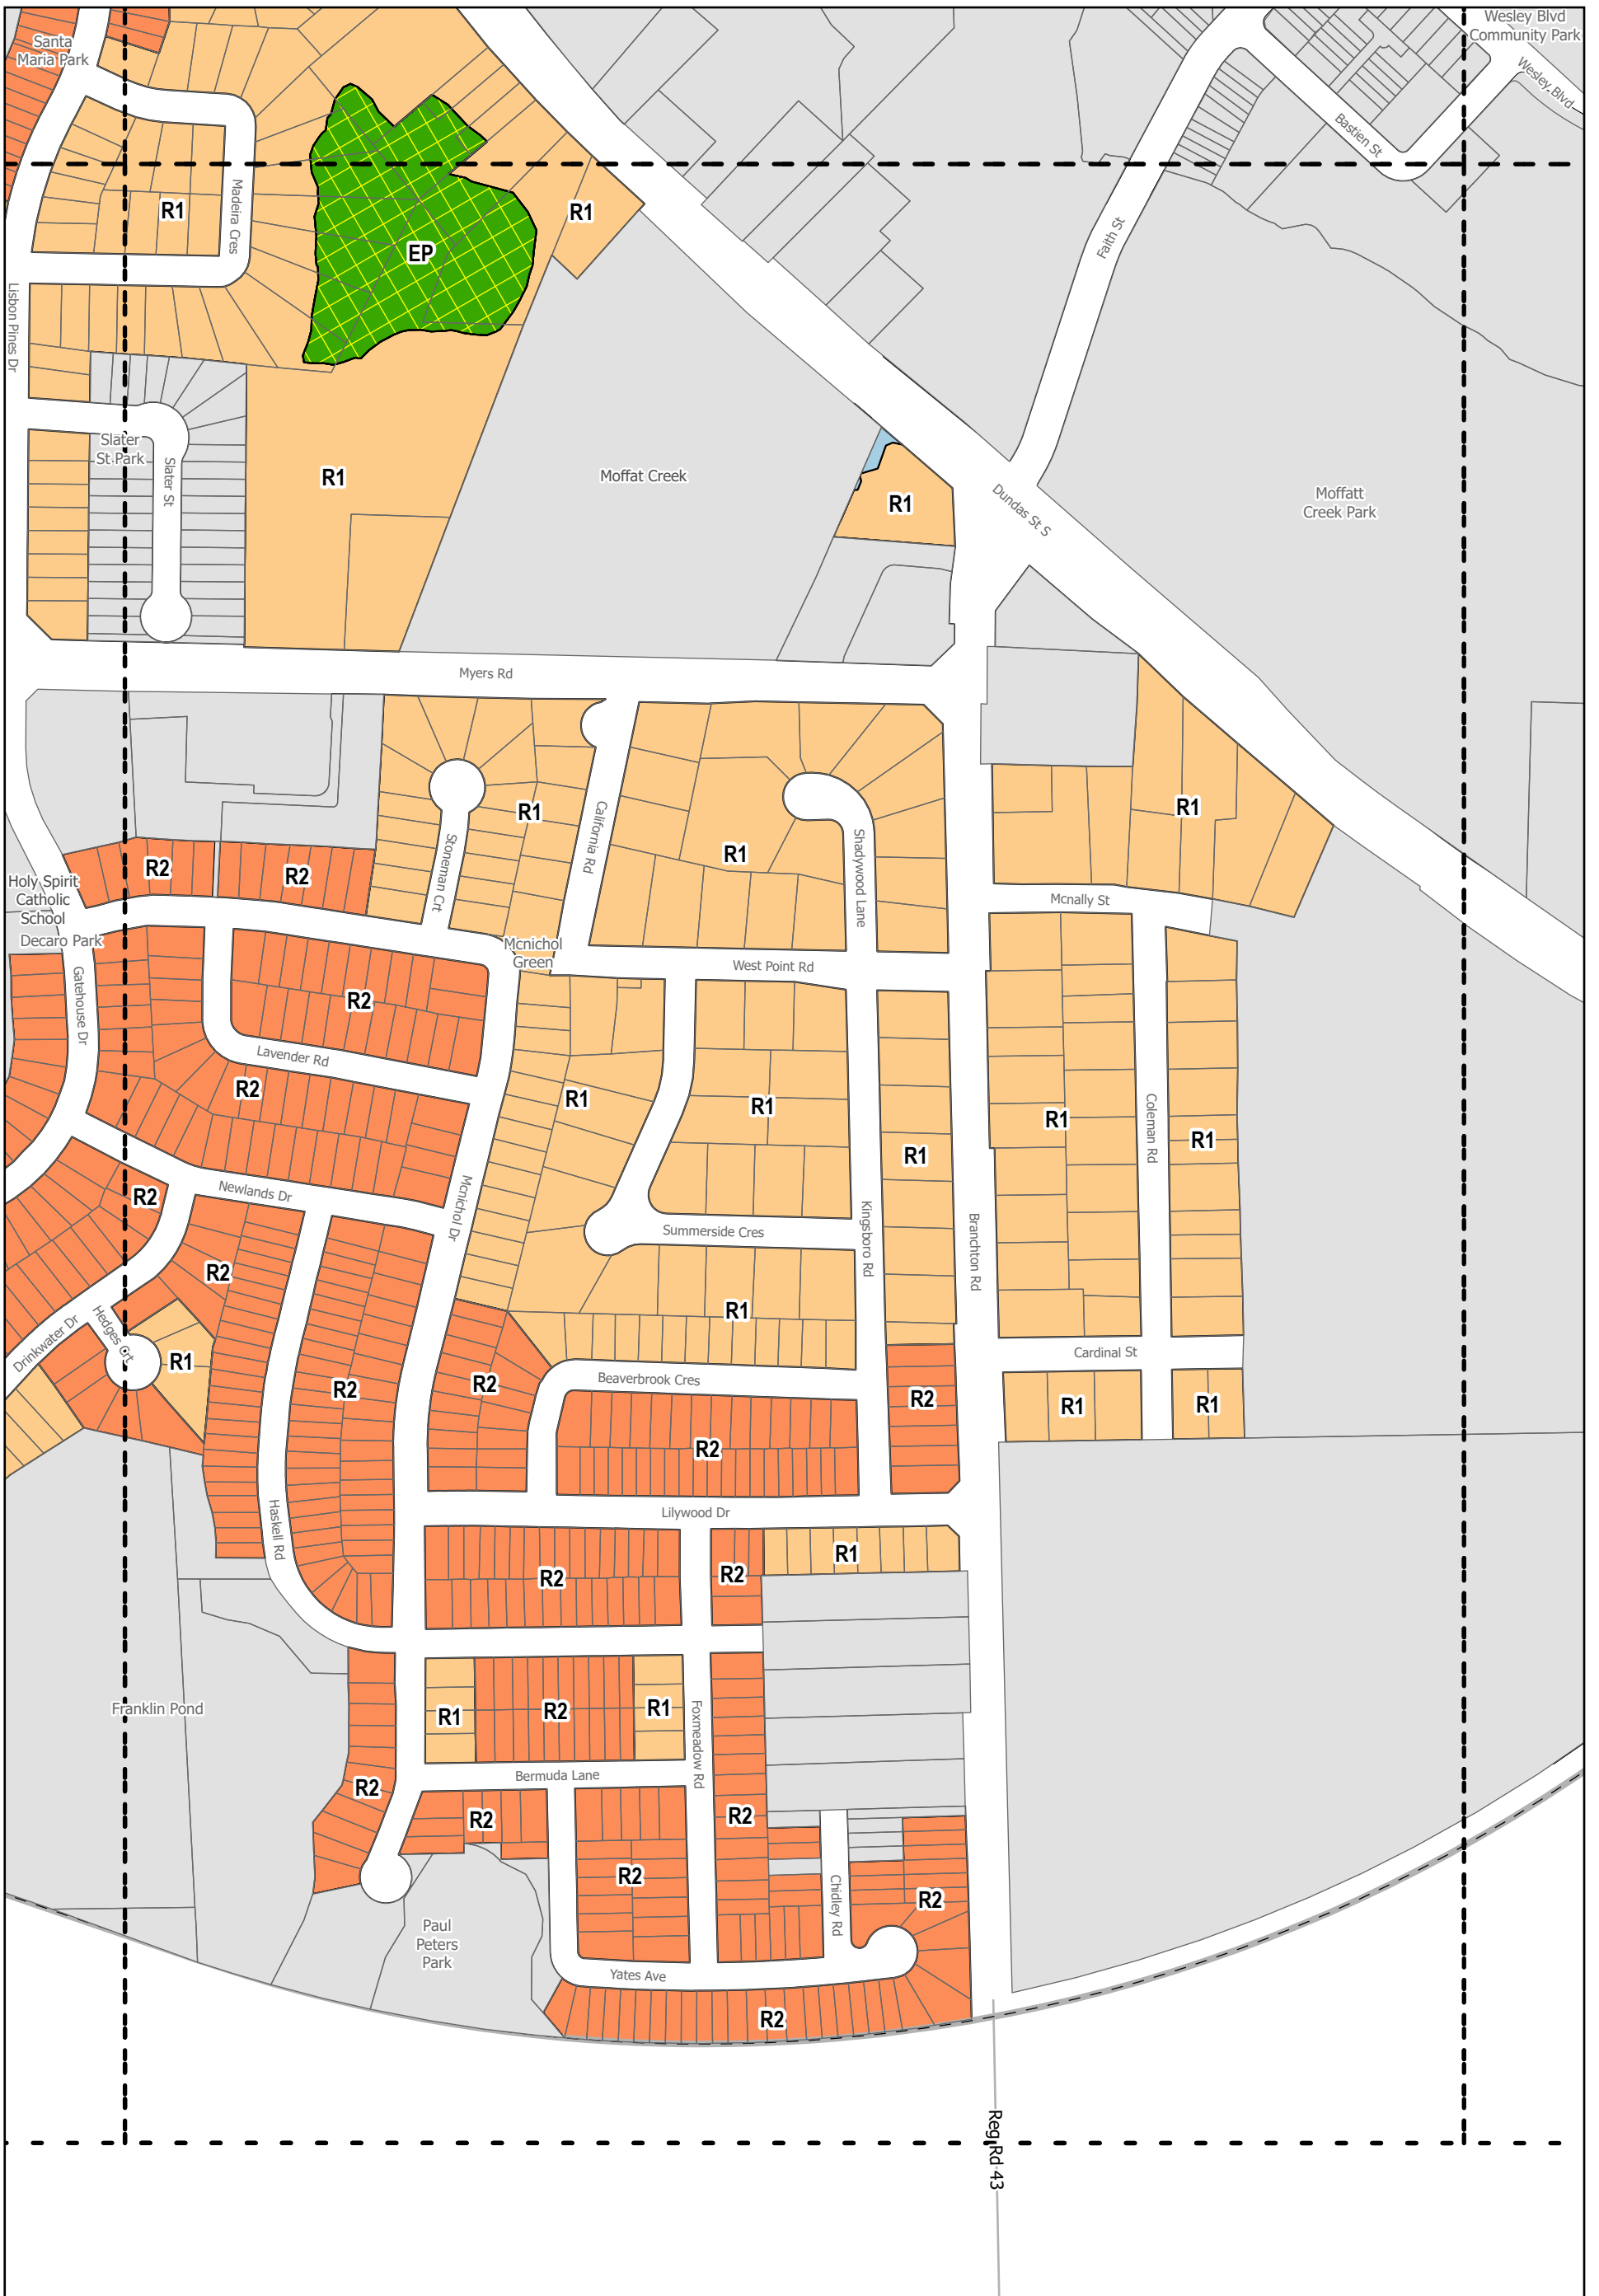 Santa
Maria Park
Wesley Blvd
Community Park
Wesley Blvd
Bastien St
Madeira Cres
R1
R1
EP
Faith St
Lisbon Pines Dr
Slater
St Park
Slater St
R1
Moffat Creek
R1
Dundas St S
Moffatt
Creek Park
Myers Rd
R1
California Rd
R1
R1
Shadywood Lane
Stoneman Crt
R2
R2
Holy Spirit
Catholic
School
Decaro Park
Mcnally St
Mcnichol
Green
West Point Rd
Gatehouse Dr
R2
Lavender Rd
R2
R1
R1
R1
R1
Coleman Rd
R1
R2
Newlands Dr
Mcnichol Dr
Summerside Cres
Kingsboro Rd
Branchton Rd
R2
R1
Drinkwater Dr
Hedges Crt
R1
R2
R2
Beaverbrook Cres
R2
Cardinal St
R1
R1
R2
Haskell Rd
Lilywood Dr
R2
R2
R1
Franklin Pond
R1
R2
R1
Foxmeadow Rd
Bermuda Lane
R2
R2
R2
R2
Chidley Rd
R2
Paul
Peters
Park
Yates Ave
R2
Reg Rd 43